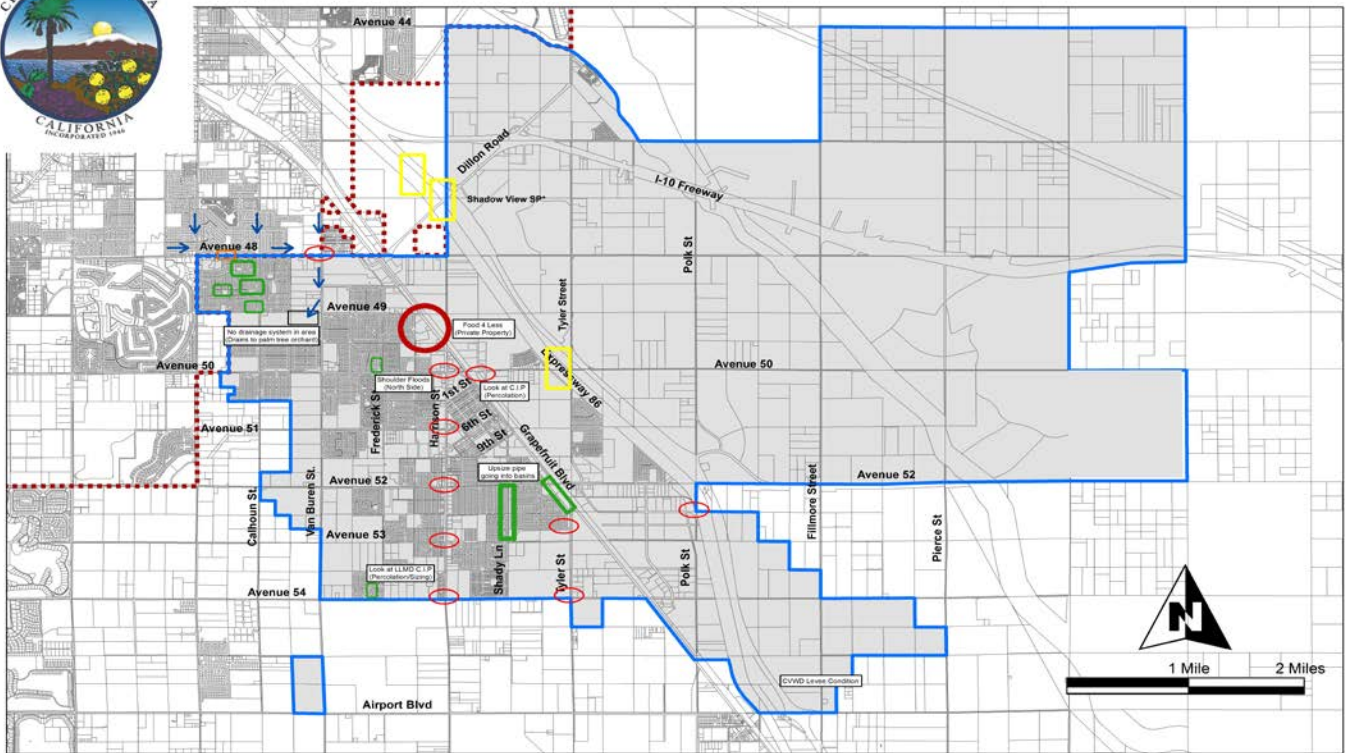 CALIFORNIA
INCORPORATED 1946
Avenue 44
Dillon Road
I-10 Freeway
Shadow View SP*
Avenue 48
Polk St
Tyler Street
Avenue 49
Food 4 Less
(Private Property)
No drainage system in area
(Drains to palm tree orchard)
Avenue 50
Shoulder Floods
(North Side)
1st St
Look at C.I.P
(Percolation)
Expressway 86
Avenue 50
Frederick St
Harrison St
6th St
9th St
Avenue 51
Grapefruit Blvd
Upsize pipe
going into basins
Avenue 52
Avenue 52
Calhoun St.
Van Buren St.
Fillmore Street
Pierce St
Avenue 53
Shady Ln
Tyler St
Polk St
Look at LLMD C.I.P
(Percolation/Sizing)
Avenue 54
N
1 Mile
2 Miles
CVWD Levee Condition
Airport Blvd